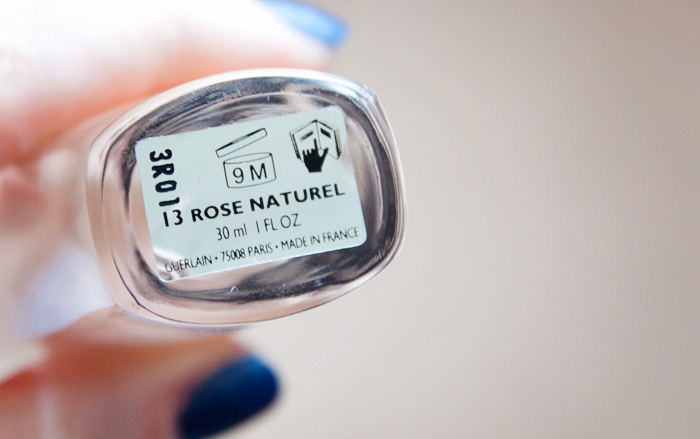 3R01
9 M
13 ROSE NATUREL
30 ml 1 FL OZ
GUERLAIN • 75008 PARIS • MADE IN FRANCE